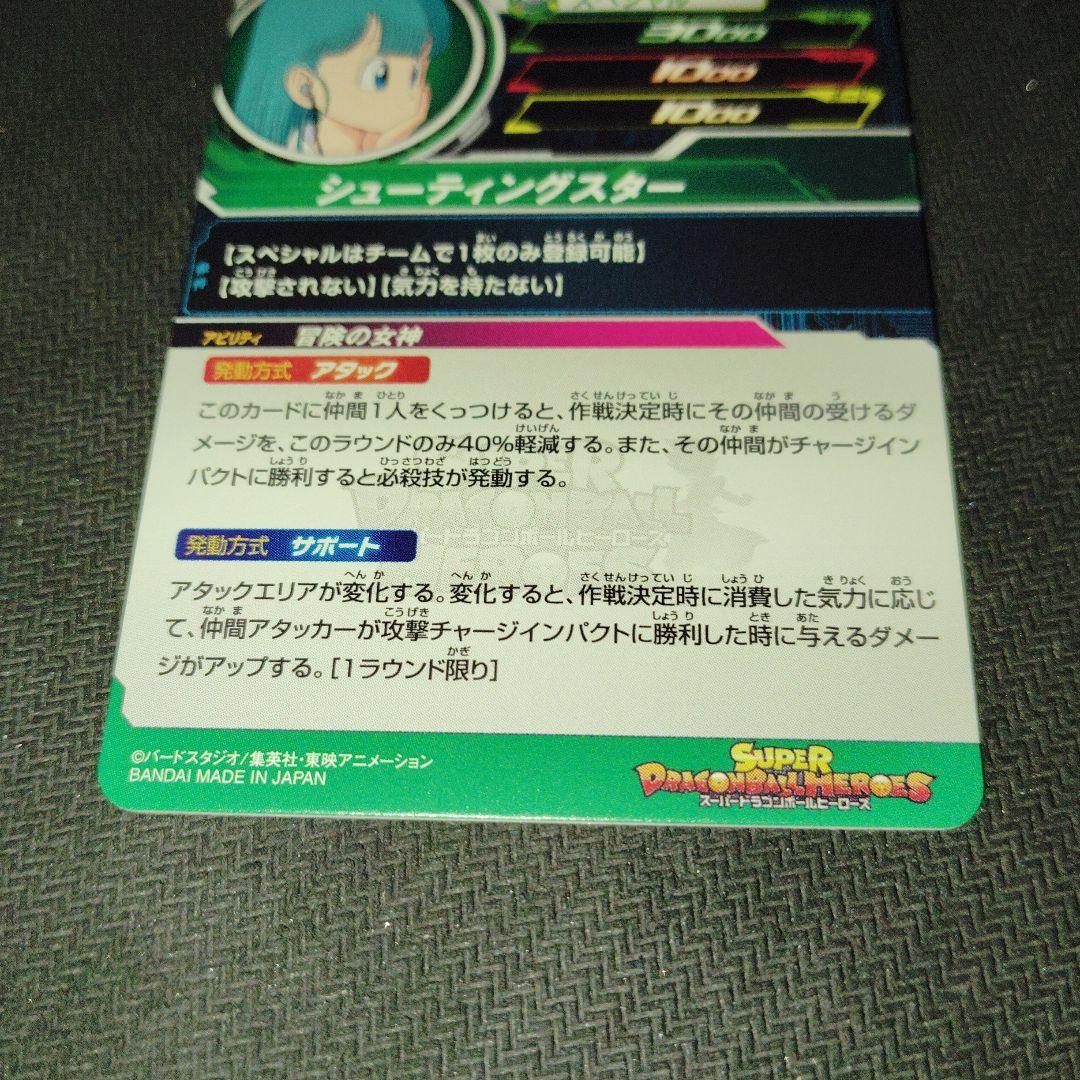 スペシャル
3000
1000
1000
シューティングスター
【スペシャルはチームで1枚のみ登録可能】
【攻撃されない】【気力を持たない】
アビリティ 冒険の女神
発動方式 アタック
このカードに仲間1人をくっつけると、作戦決定時にその仲間の受けるダ
メージを、このラウンドのみ40%軽減する。また、その仲間がチャージイン
パクトに勝利すると必殺技が発動する。
発動方式 サポート
アタックエリアが変化する。変化すると、作戦決定時に消費した気力に応じ
て、仲間アタッカーが攻撃チャージインパクトに勝利した時に与えるダメー
ジがアップする。[1ラウンド限り]
©バードスタジオ/集英社・東映アニメーション
BANDAI MADE IN JAPAN
SUPER
DRAGONBALL HEROES
スーパードラゴンボールヒーローズ